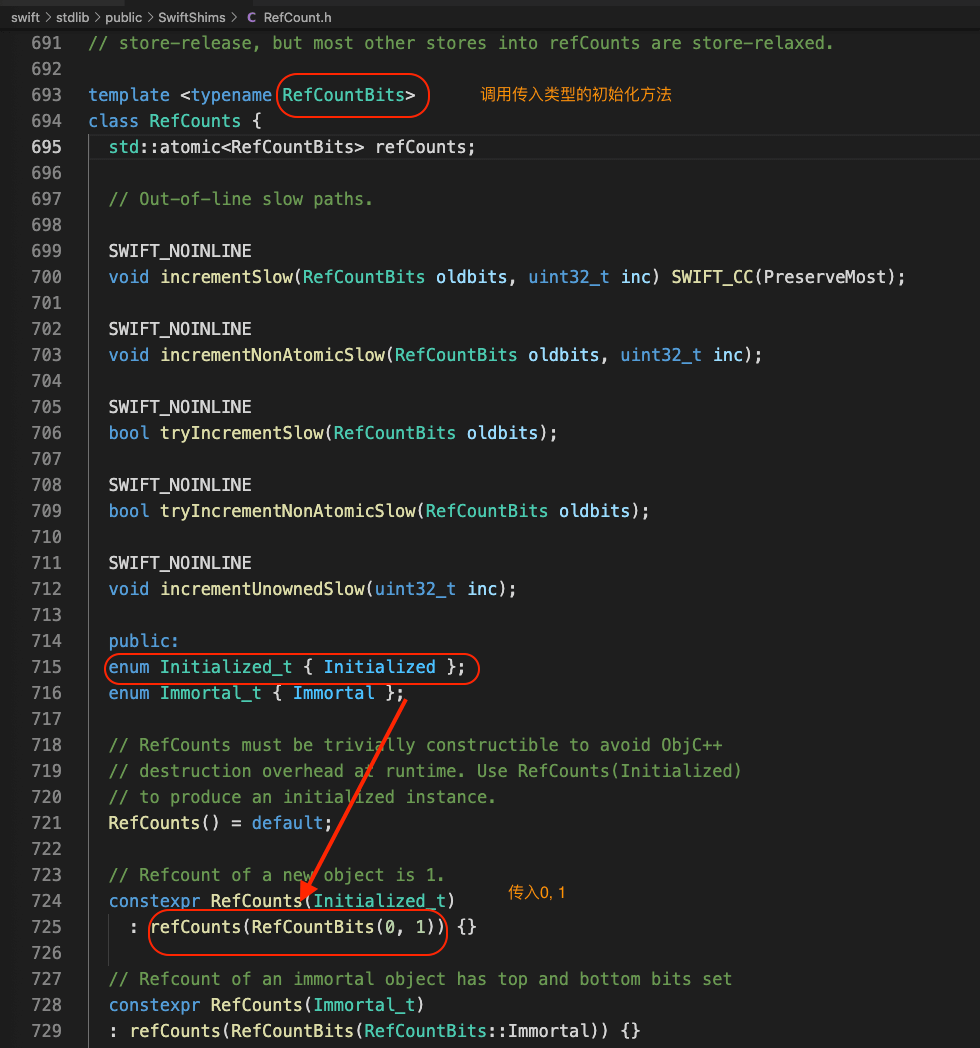 swift > stdlib > public > SwiftShims > C RefCount.h
691 // store-release, but most other stores into refCounts are store-relaxed.
692
693 template <typename RefCountBits> 调用传入类型的初始化方法
694 class RefCounts {
695 std::atomic<RefCountBits> refCounts;
696
697 // Out-of-line slow paths.
698
699 SWIFT_NOINLINE
700 void incrementSlow(RefCountBits oldbits, uint32_t inc) SWIFT_CC(PreserveMost);
701
702 SWIFT_NOINLINE
703 void incrementNonAtomicSlow(RefCountBits oldbits, uint32_t inc);
704
705 SWIFT_NOINLINE
706 bool tryIncrementSlow(RefCountBits oldbits);
707
708 SWIFT_NOINLINE
709 bool tryIncrementNonAtomicSlow(RefCountBits oldbits);
710
711 SWIFT_NOINLINE
712 void incrementUnownedSlow(uint32_t inc);
713
714 public:
715 enum Initialized_t { Initialized };
716 enum Immortal_t { Immortal };
717
718 // RefCounts must be trivially constructible to avoid ObjC++
719 // destruction overhead at runtime. Use RefCounts(Initialized)
720 // to produce an initialized instance.
721 RefCounts() = default;
722
723 // Refcount of a new object is 1.
724 constexpr RefCounts(Initialized_t) 传入0, 1
725 : refCounts(RefCountBits(0, 1)) {}
726
727 // Refcount of an immortal object has top and bottom bits set
728 constexpr RefCounts(Immortal_t)
729 : refCounts(RefCountBits(RefCountBits::Immortal)) {}